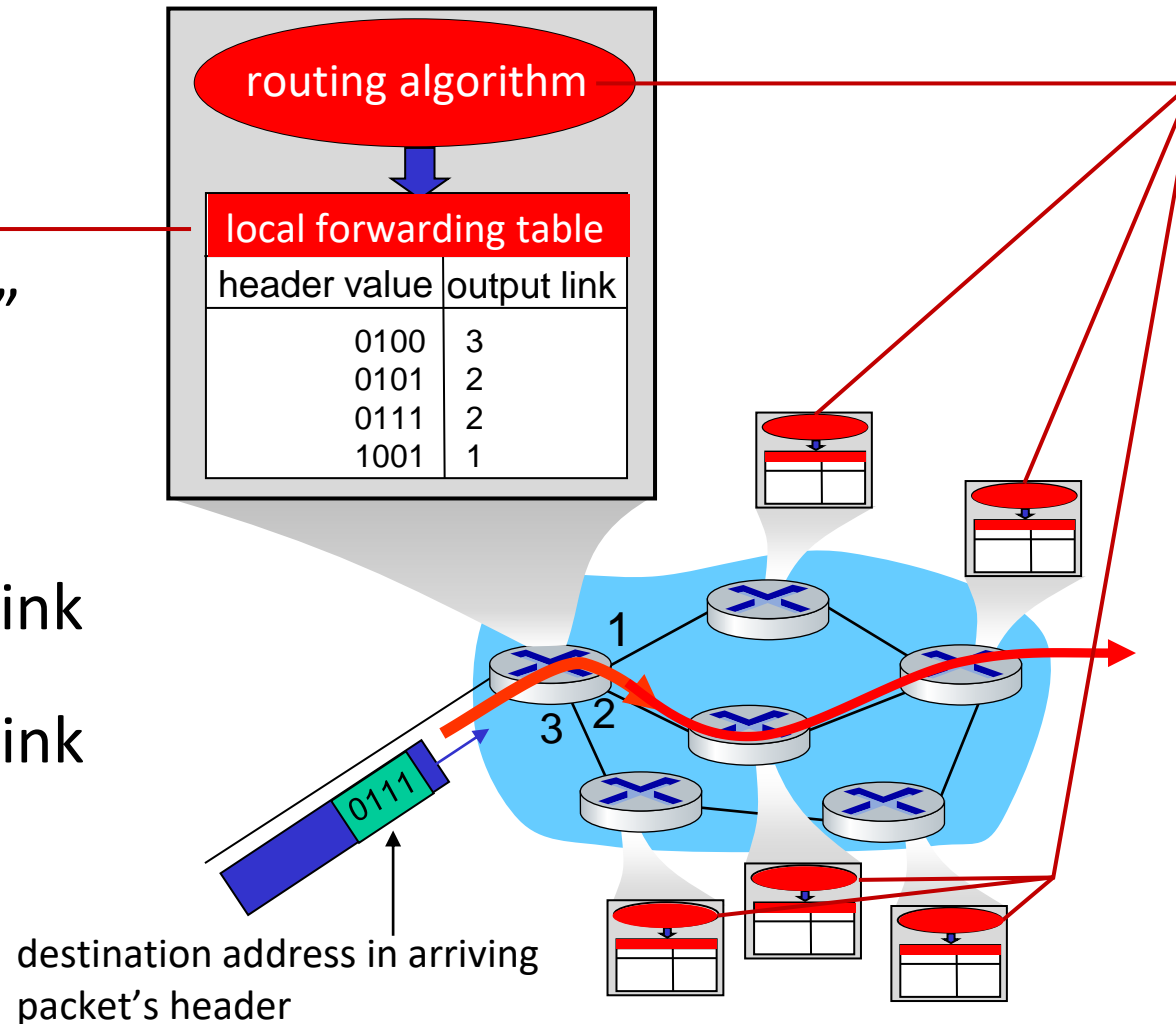 routing algorithm
local forwarding table
header value output link
”
0100 3
0101 2
0111 2
1001 1
ink
ink
1
2
3
0111
destination address in arriving
packet’s header